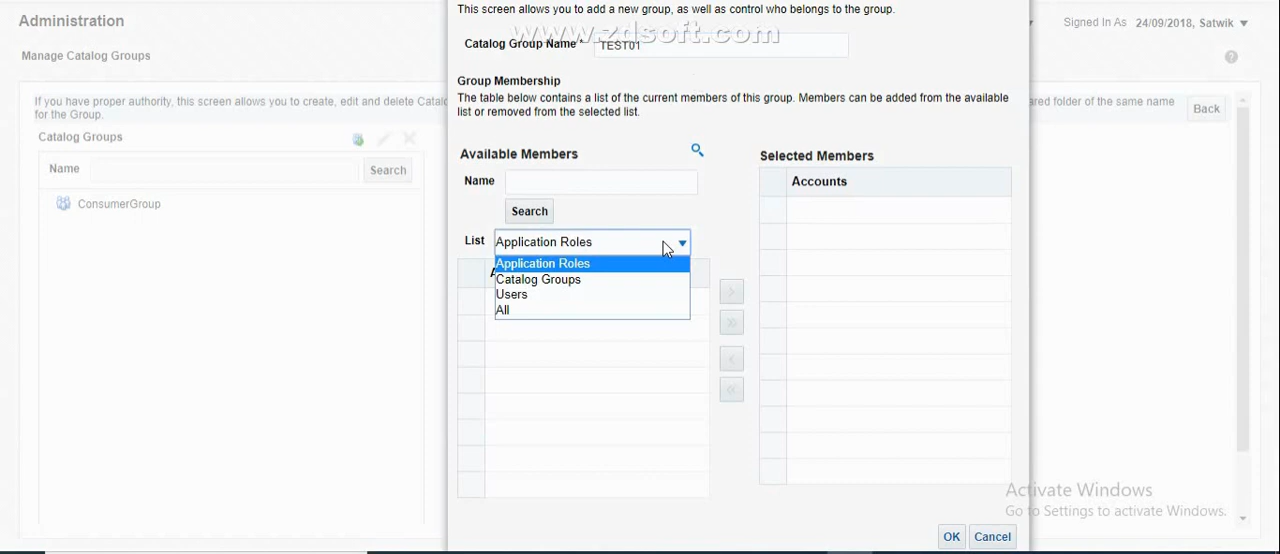 This screen allows you to add a new group, as well as control who belongs to the group.
Administration
Signed In As 24/09/2018, Satwik
www.zdsoft.com
Catalog Group Name * TEST01
Manage Catalog Groups
Group Membership
The table below contains a list of the current members of this group. Members can be added from the available
list or removed from the selected list.
If you have proper authority, this screen allows you to create, edit and delete Catalo
ared folder of the same name
for the Group.
Back
Catalog Groups
Available Members
Selected Members
Name
Search
Name
Accounts
ConsumerGroup
Search
List Application Roles
Application Roles
Catalog Groups
Users
All
Activate Windows
Go to Settings to activate Windows.
OK
Cancel